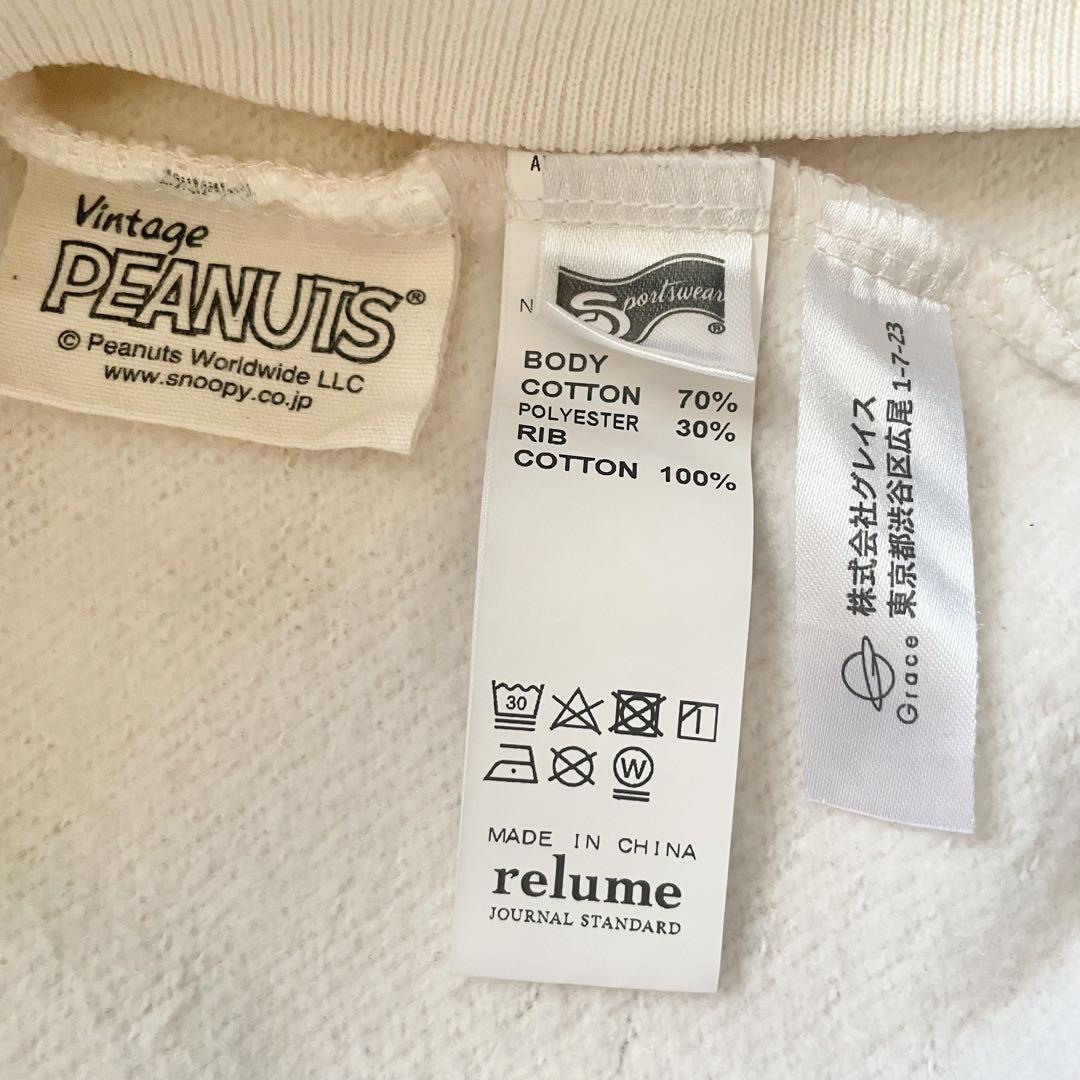 Vintage
PEANUTS®
© Peanuts Worldwide LLC
www.snoopy.co.jp
A
N
Sportswear
®
BODY
COTTON 70%
POLYESTER 30%
RIB
COTTON 100%
30
W
MADE IN CHINA
relume
JOURNAL STANDARD
株式会社グレイス
東京都渋谷区広尾 1-7-23
Grace